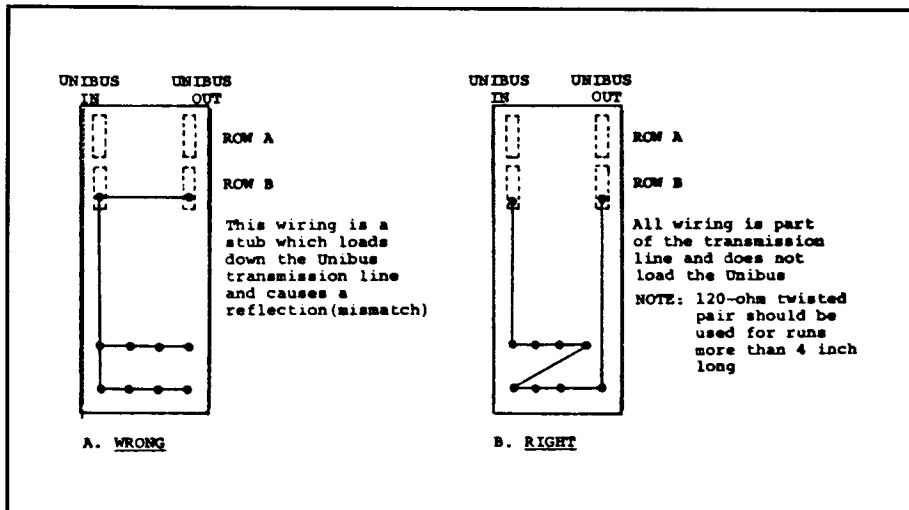 UNIBUS IN
UNIBUS OUT
ROW A
ROW B
This wiring is a
stub which loads
down the Unibus
transmission line
and causes a
reflection(mismatch)
A. WRONG
UNIBUS IN
UNIBUS OUT
ROW A
ROW B
All wiring is part
of the transmission
line and does not
load the Unibus
NOTE: 120-ohm twisted
pair should be
used for runs
more than 4 inch
long
B. RIGHT